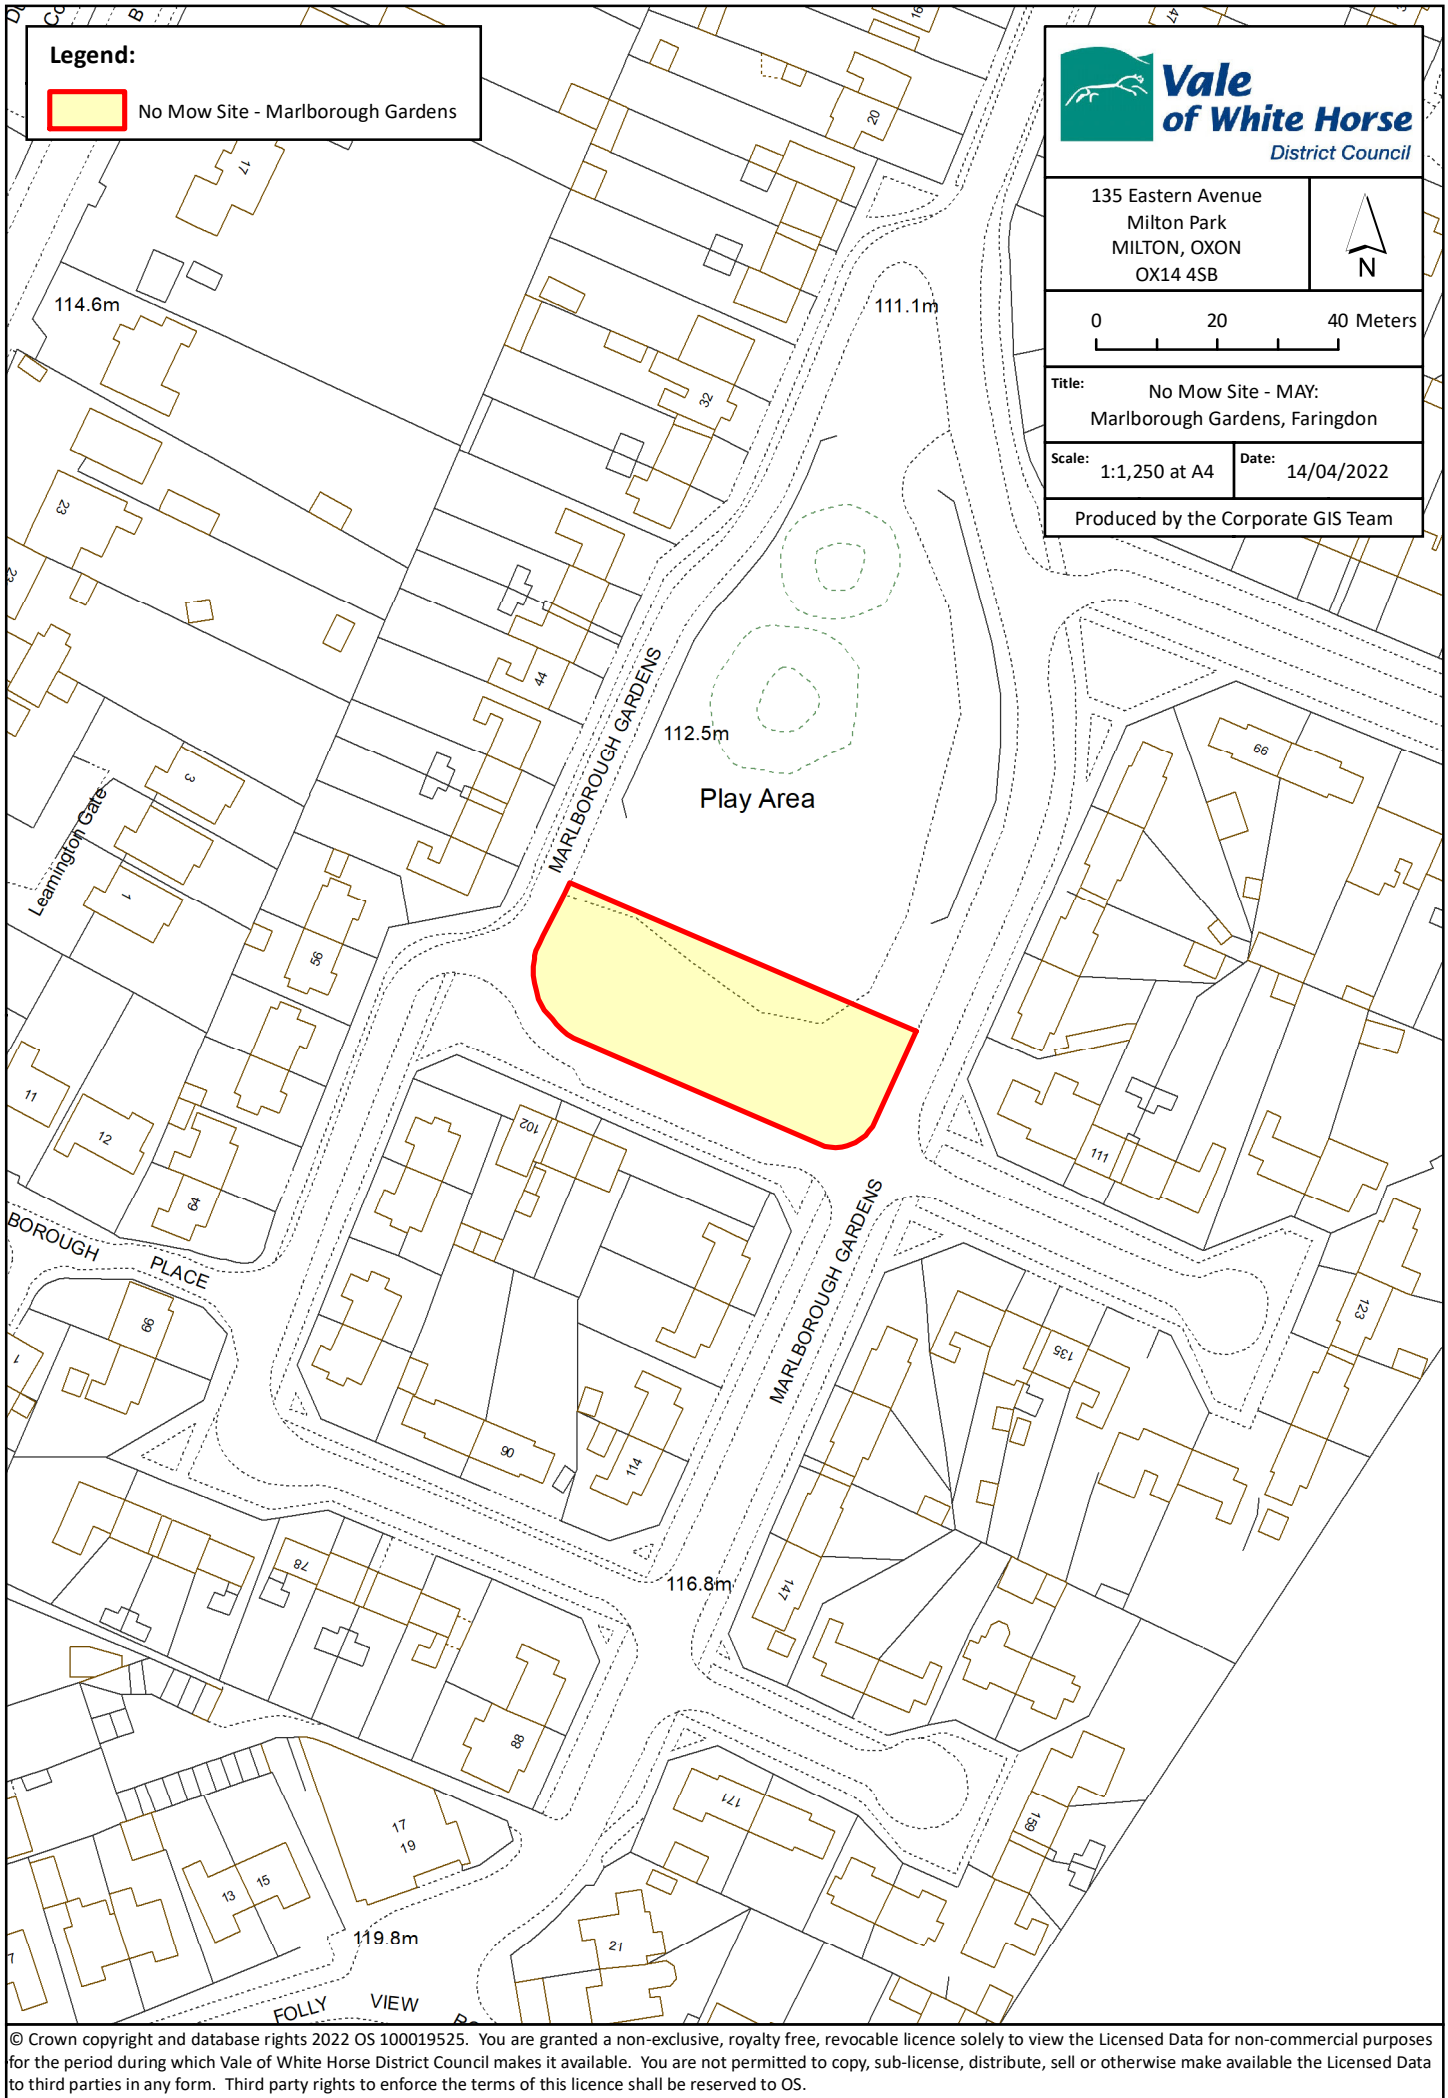 Legend:
No Mow Site - Marlborough Gardens
Vale
of White Horse
District Council
135 Eastern Avenue
Milton Park
MILTON, OXON
OX14 4SB
N
0 20 40 Meters
Title:
No Mow Site - MAY:
Marlborough Gardens, Faringdon
Scale: 1:1,250 at A4
Date: 14/04/2022
Produced by the Corporate GIS Team
B
16
47
20
17
114.6m
111.1m
32
23
23
44
MARLBOROUGH GARDENS
112.5m
Play Area
66
3
Leamington Gate
1
56
11
12
64
102
111
BOROUGH PLACE
MARLBOROUGH GARDENS
69
1
123
135
90
114
78
116.8m
147
88
171
159
17
19
13
15
119.8m
21
7
FOLLY VIEW
© Crown copyright and database rights 2022 OS 100019525. You are granted a non-exclusive, royalty free, revocable licence solely to view the Licensed Data for non-commercial purposes
for the period during which Vale of White Horse District Council makes it available. You are not permitted to copy, sub-license, distribute, sell or otherwise make available the Licensed Data
to third parties in any form. Third party rights to enforce the terms of this licence shall be reserved to OS.